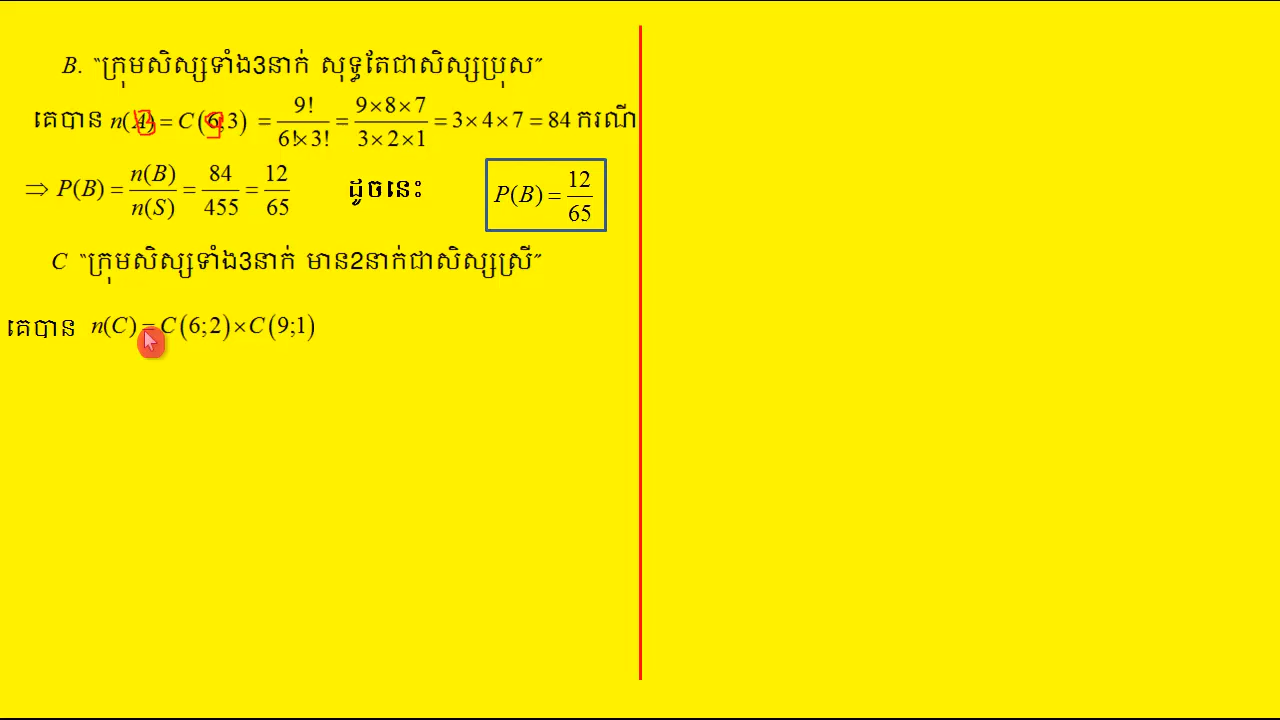 B. "ក្រុមសិស្សទាំង3នាក់ សុទ្ធតែជាសិស្សប្រុស"
គេបាន n(A) = C(6;3) = 9!/(6!×3!) = (9×8×7)/(3×2×1) = 3×4×7 = 84 ករណី
⇒ P(B) = n(B)/n(S) = 84/455 = 12/65 ដូចនេះ P(B) = 12/65
C "ក្រុមសិស្សទាំង3នាក់ មាន2នាក់ជាសិស្សស្រី"
គេបាន n(C) = C(6;2)×C(9;1)